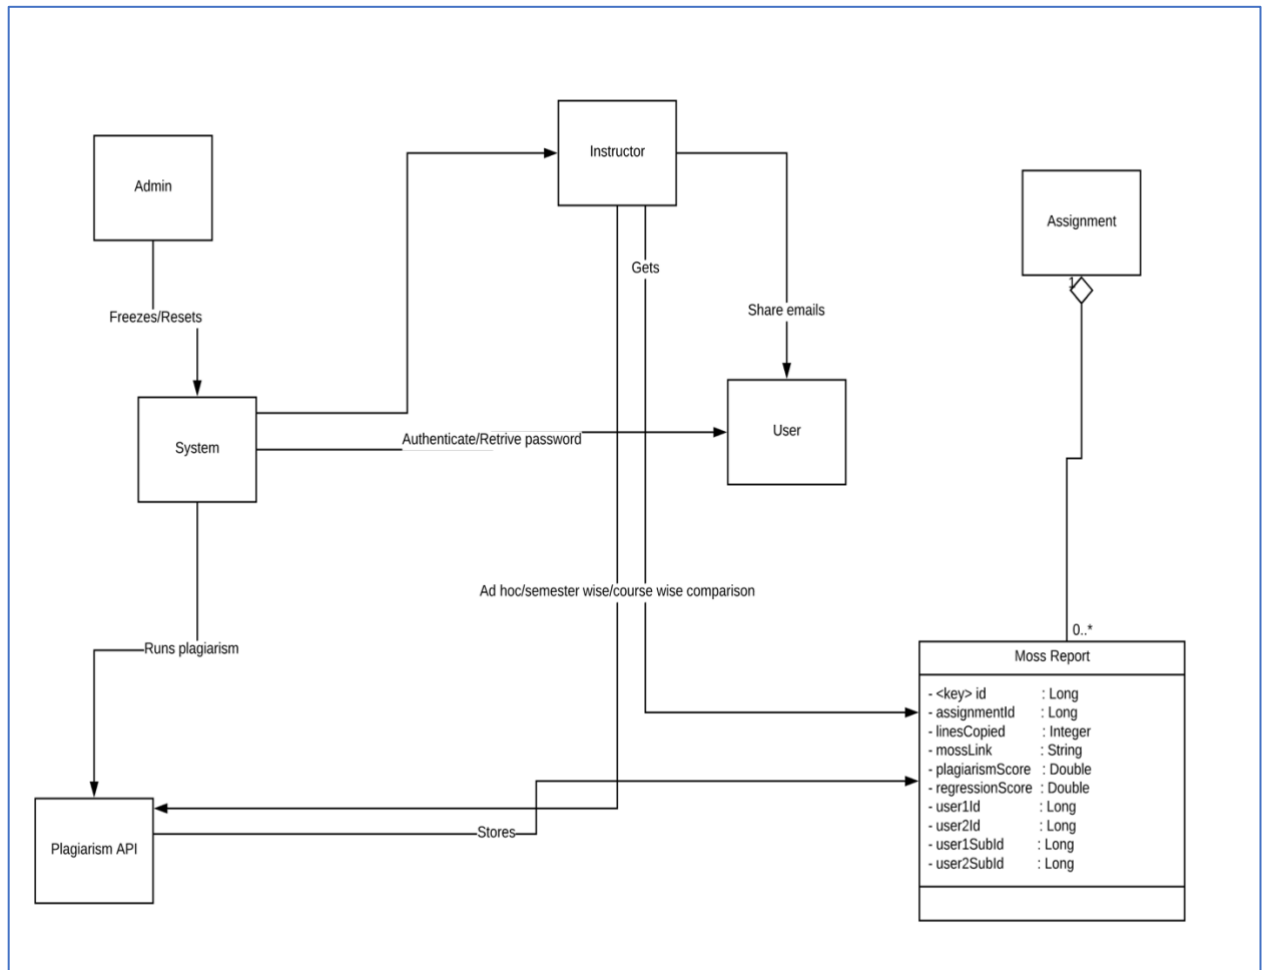 Instructor
Admin
Assignment
Gets
1
Share emails
Freezes/Resets
User
Authenticate/Retrive password
System
Ad hoc/semester wise/course wise comparison
0..*
Runs plagiarism
Moss Report
- <key> id : Long
- assignmentId : Long
- linesCopied : Integer
- mossLink : String
- plagiarismScore : Double
- regressionScore : Double
- user1Id : Long
- user2Id : Long
- user1SubId : Long
- user2SubId : Long
Stores
Plagiarism API